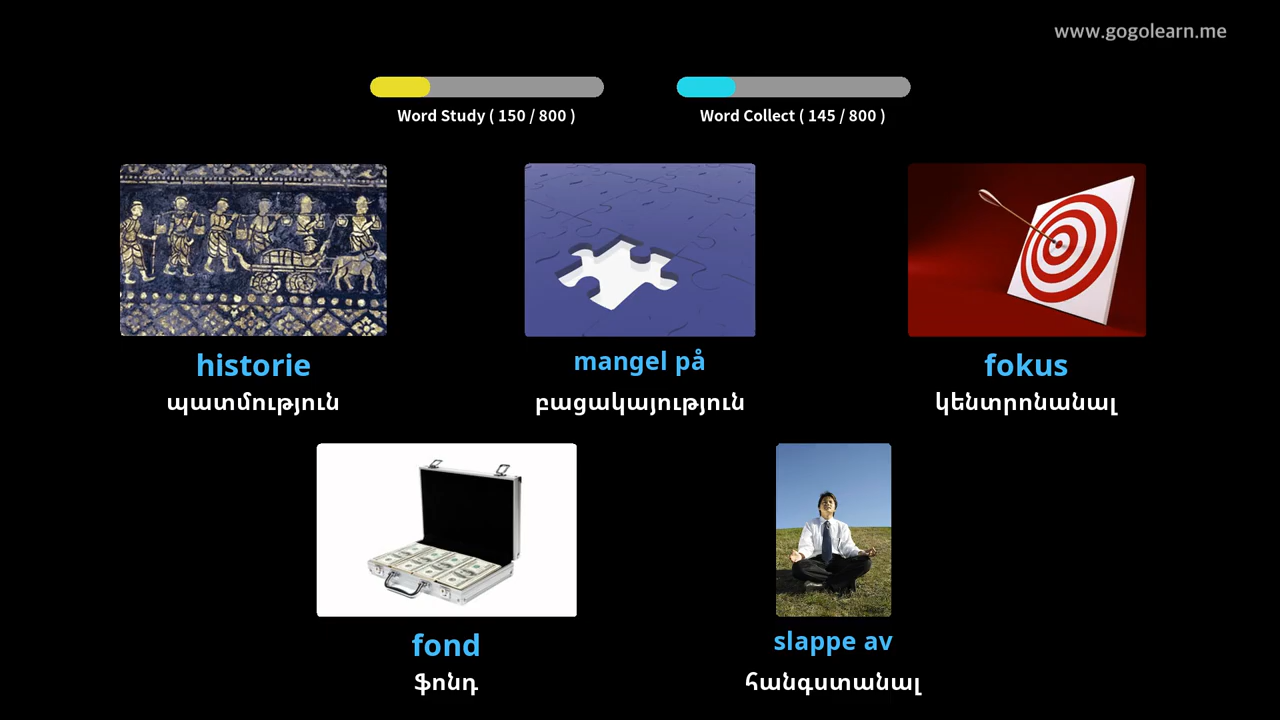 www.gogolearn.me
Word Study ( 150 / 800 )
Word Collect ( 145 / 800 )
historie
պատմություն
mangel på
բացակայություն
fokus
կենտրոնանալ
fond
ֆոնդ
slappe av
հանգստանալ